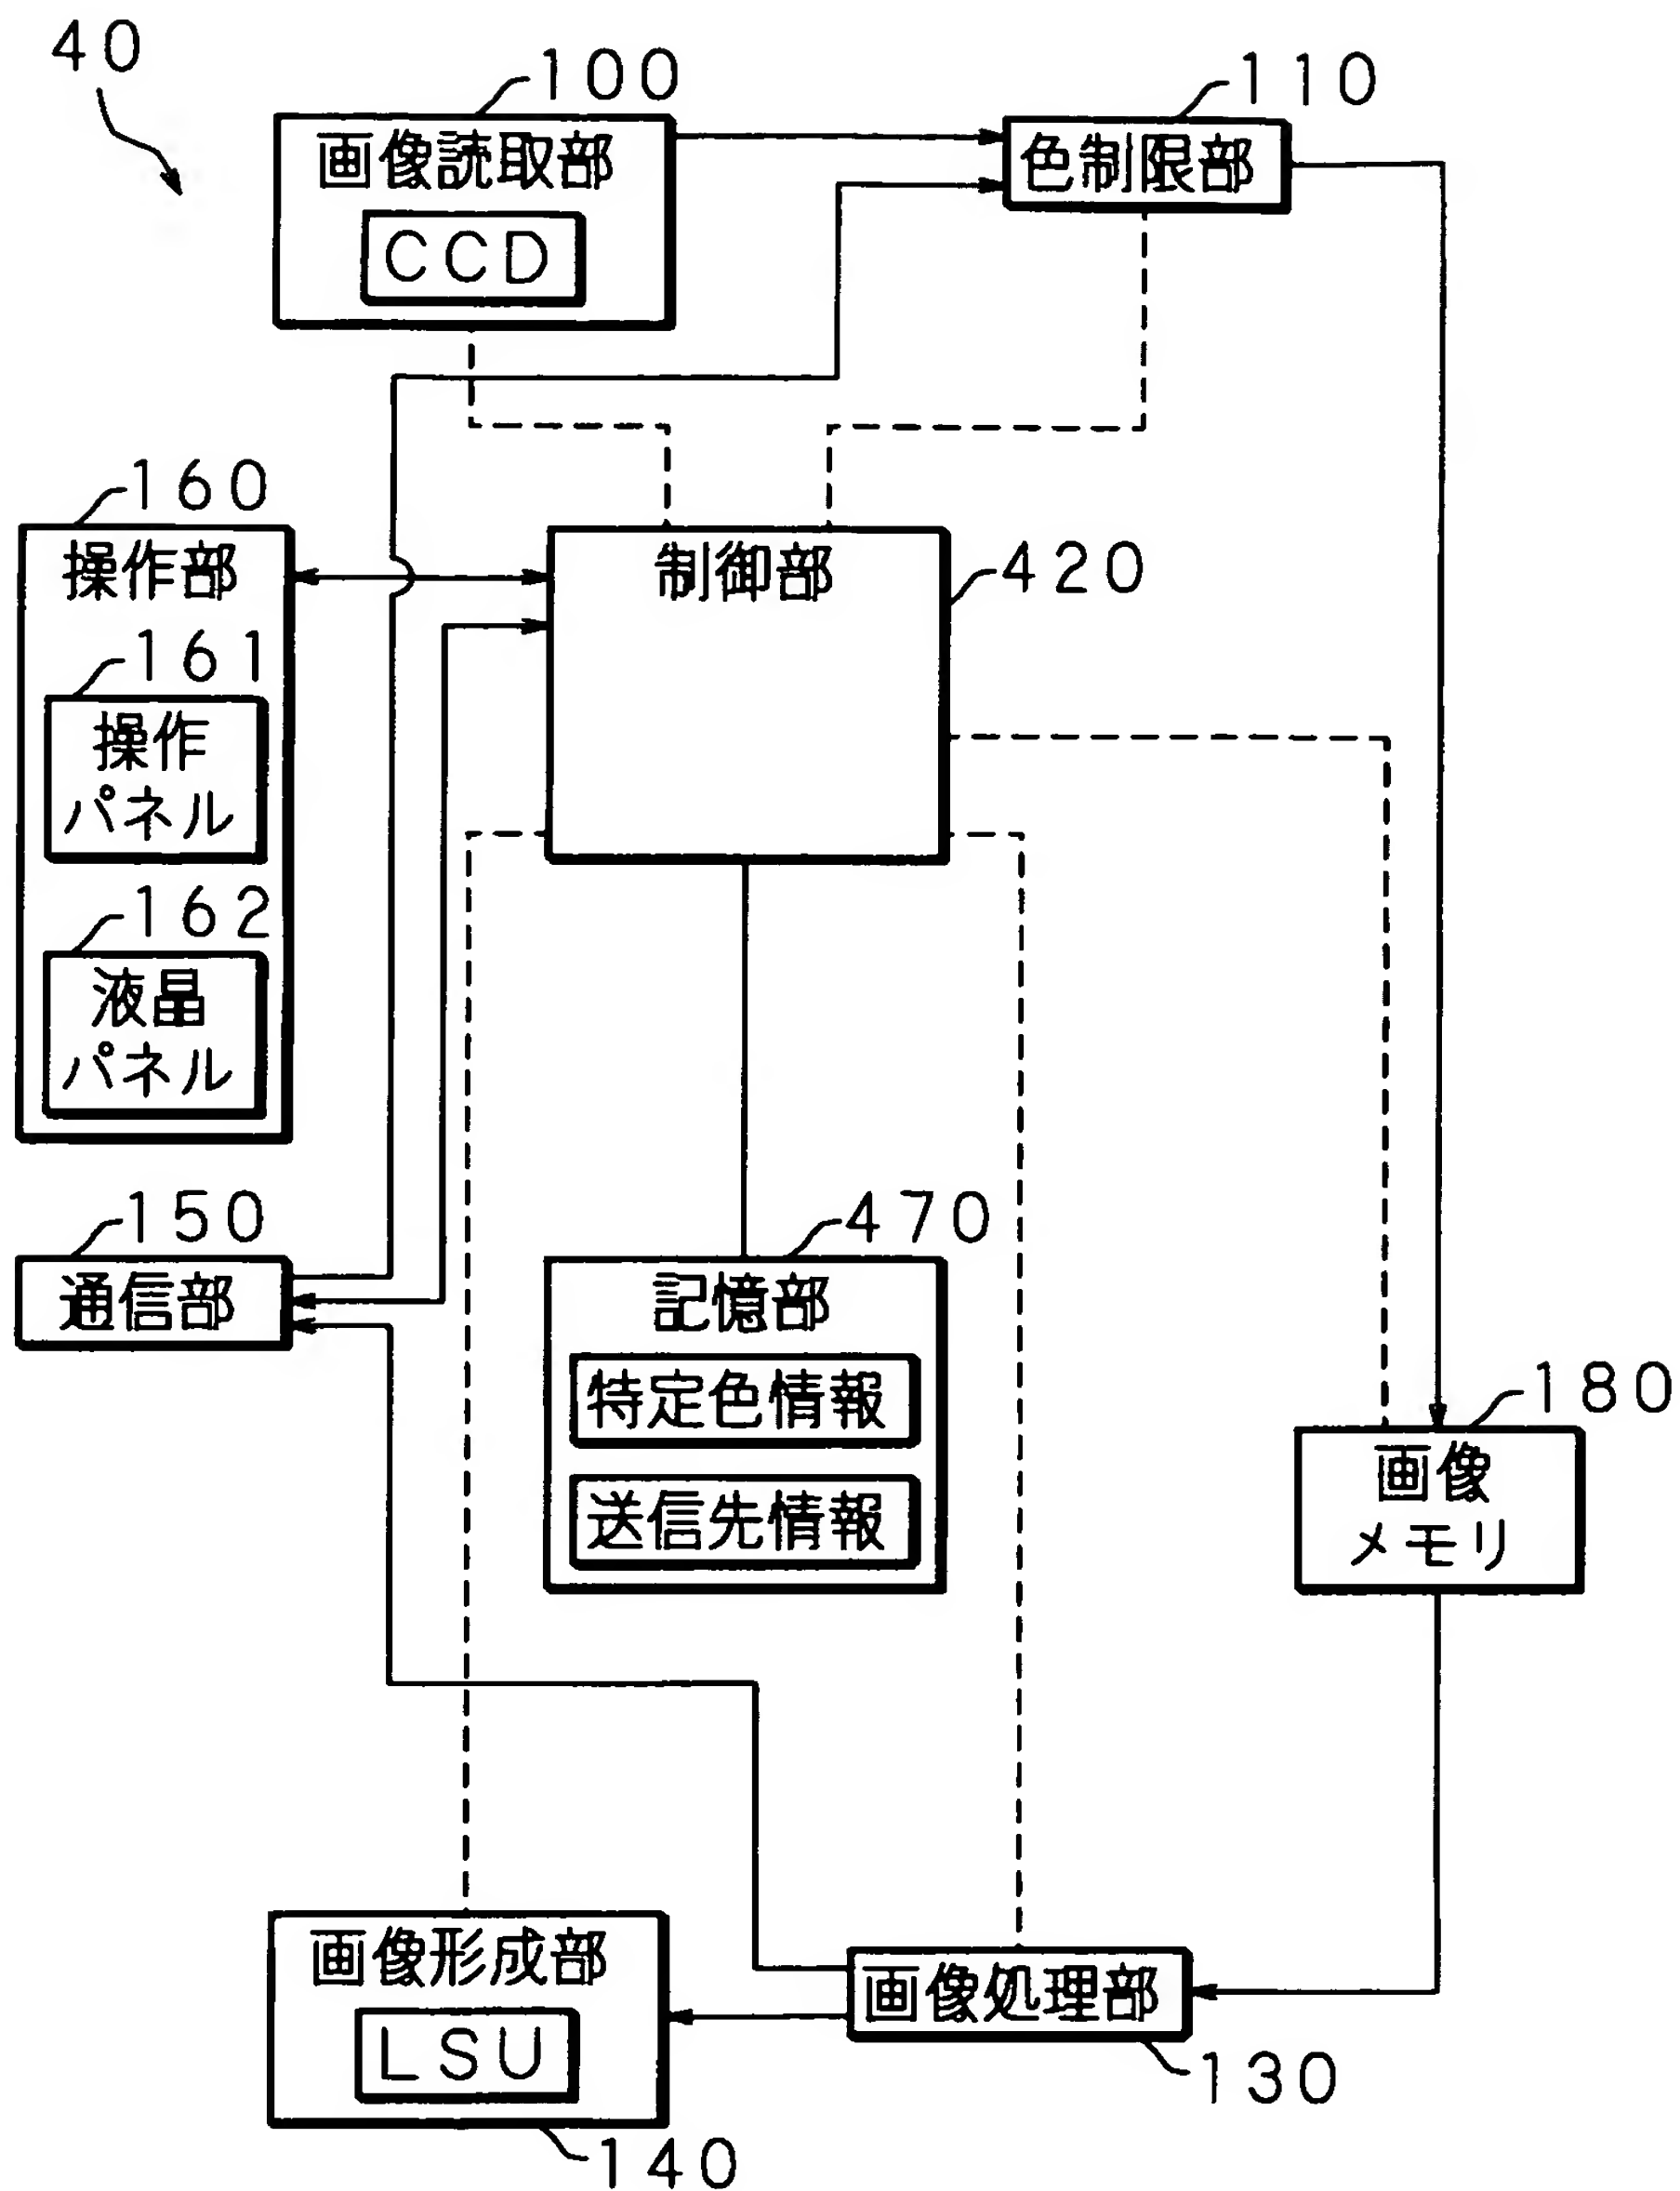 40
100
画像読取部
CCD
110
色制限部
160
操作部
161
操作
パネル
162
液晶
パネル
制御部
420
150
通信部
470
記憶部
特定色情報
送信先情報
180
画像
メモリ
画像形成部
LSU
140
画像処理部
130